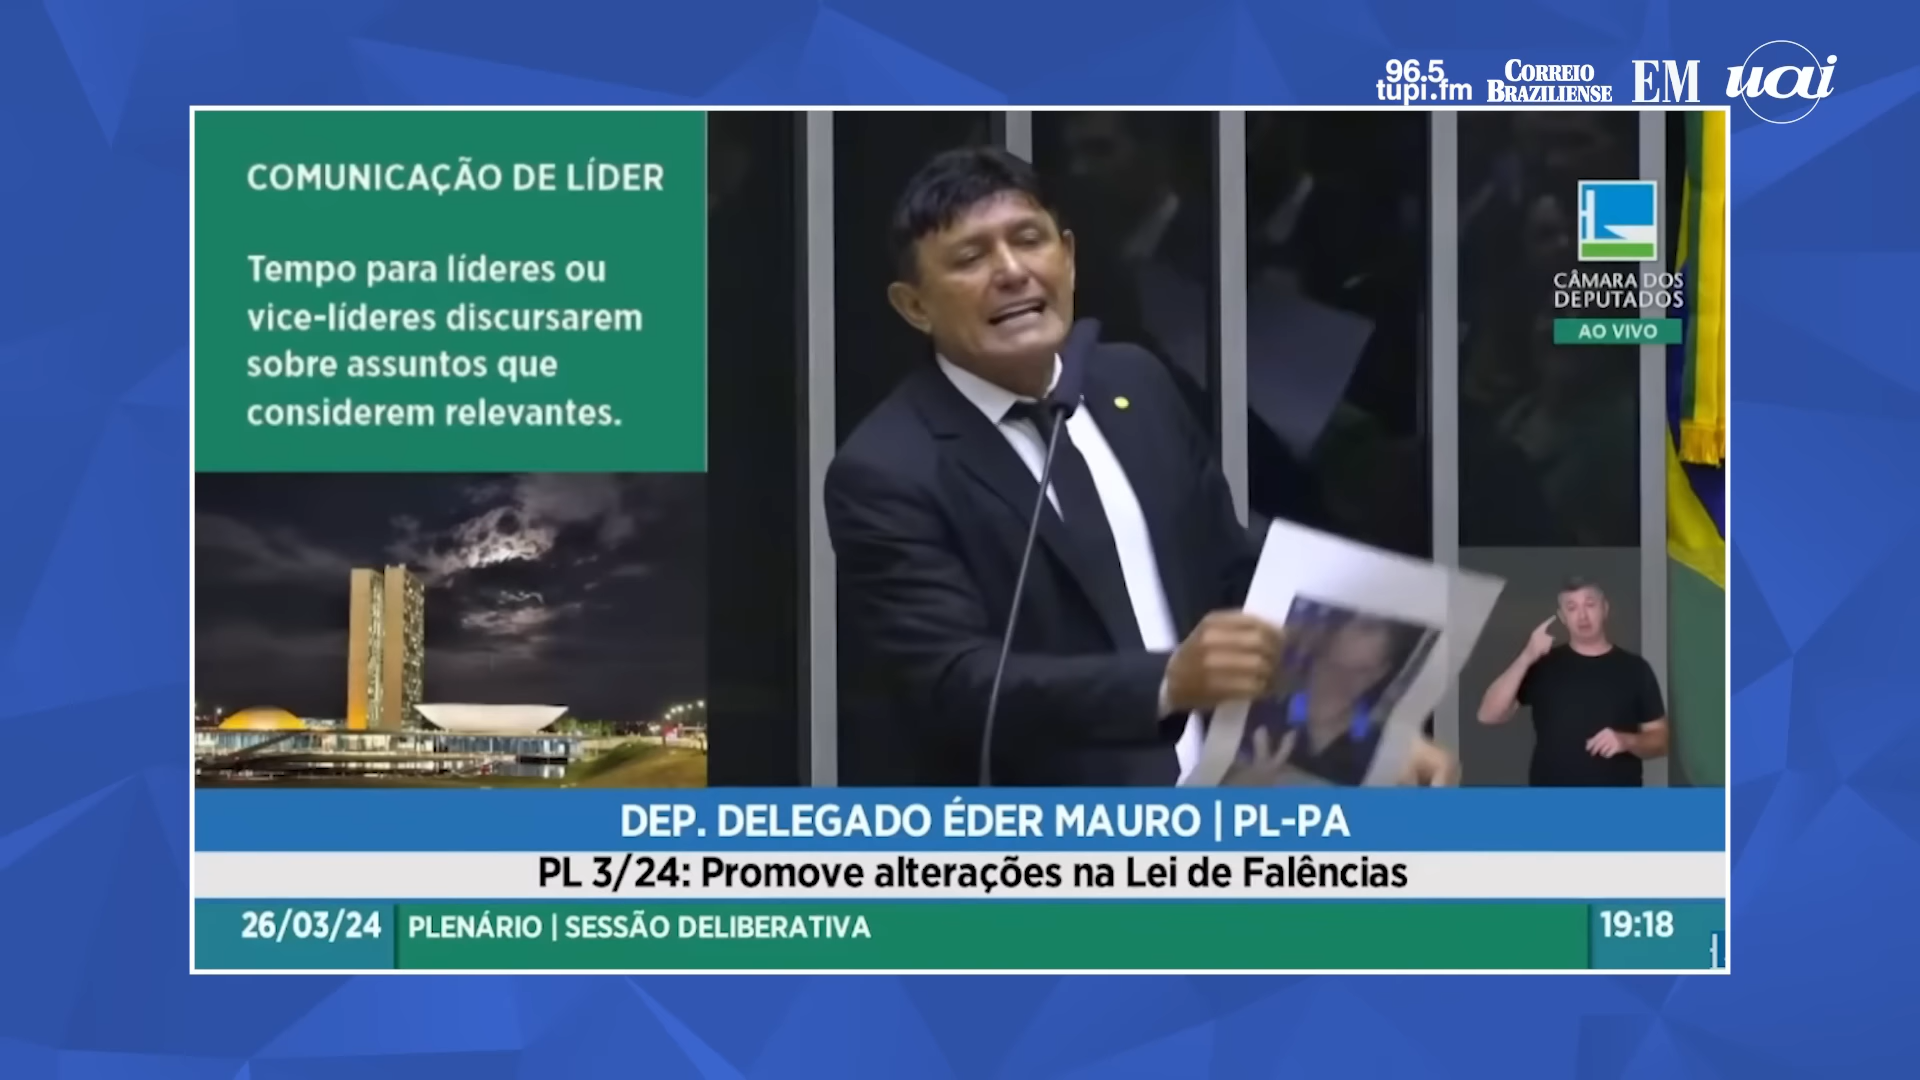 96.5
tupi.fm
CORREIO
BRAZILIENSE
EM
uai
COMUNICAÇÃO DE LÍDER
Tempo para líderes ou
vice-líderes discursarem
sobre assuntos que
considerem relevantes.
CÂMARA DOS
DEPUTADOS
AO VIVO
DEP. DELEGADO ÉDER MAURO | PL-PA
PL 3/24: Promove alterações na Lei de Falências
26/03/24
PLENÁRIO | SESSÃO DELIBERATIVA
19:18